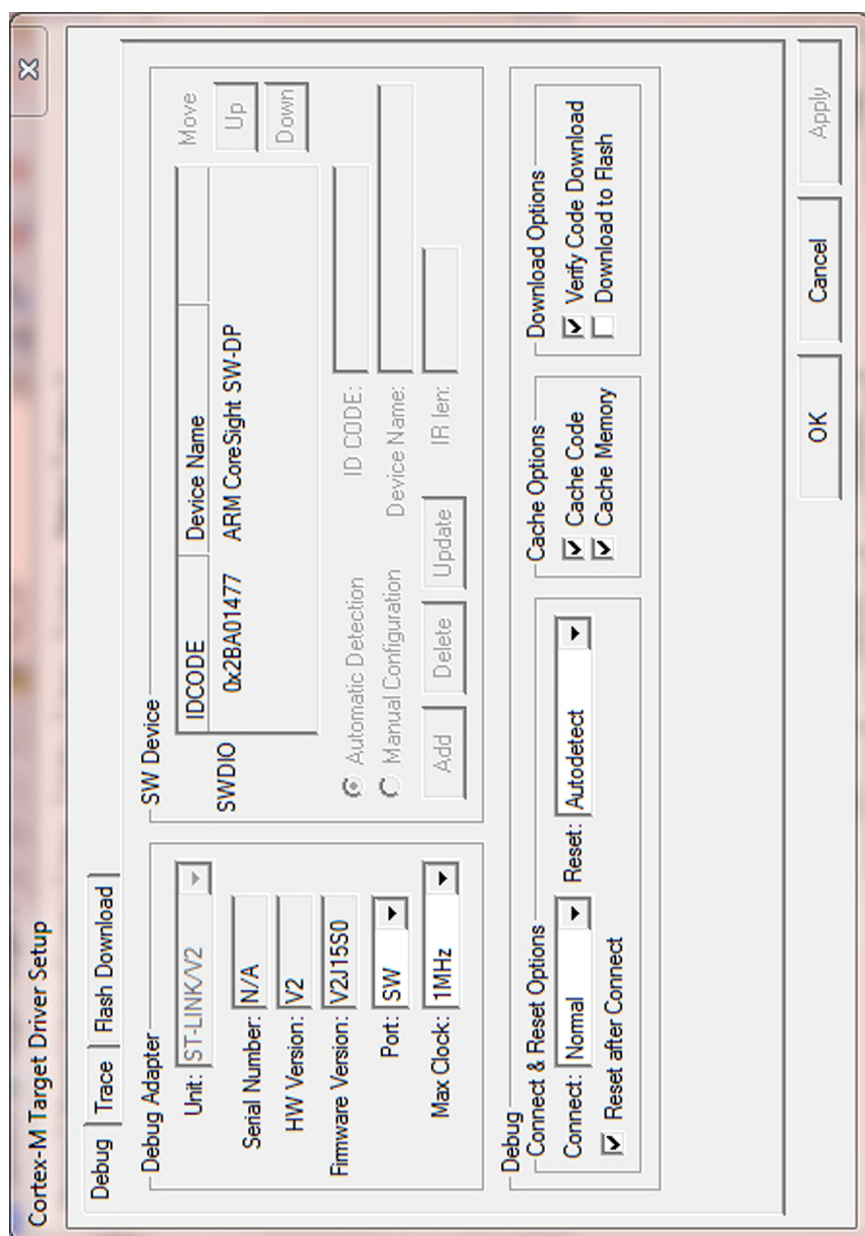 Cortex-M Target Driver Setup
X
Debug Trace Flash Download
Debug Adapter
Unit: ST-LINK/V2
Serial Number: N/A
HW Version: V2
Firmware Version: V2J15S0
Port: SW
Max Clock: 1MHz
SW Device
IDCODE Device Name
SWDIO 0x2BA01477 ARM CoreSight SW-DP
Move
Up
Down
Automatic Detection ID CODE:
Manual Configuration Device Name:
Add Delete Update IR len:
Debug
Connect & Reset Options
Connect: Normal Reset: Autodetect
Reset after Connect
Cache Options
Cache Code
Cache Memory
Download Options
Verify Code Download
Download to Flash
OK Cancel Apply